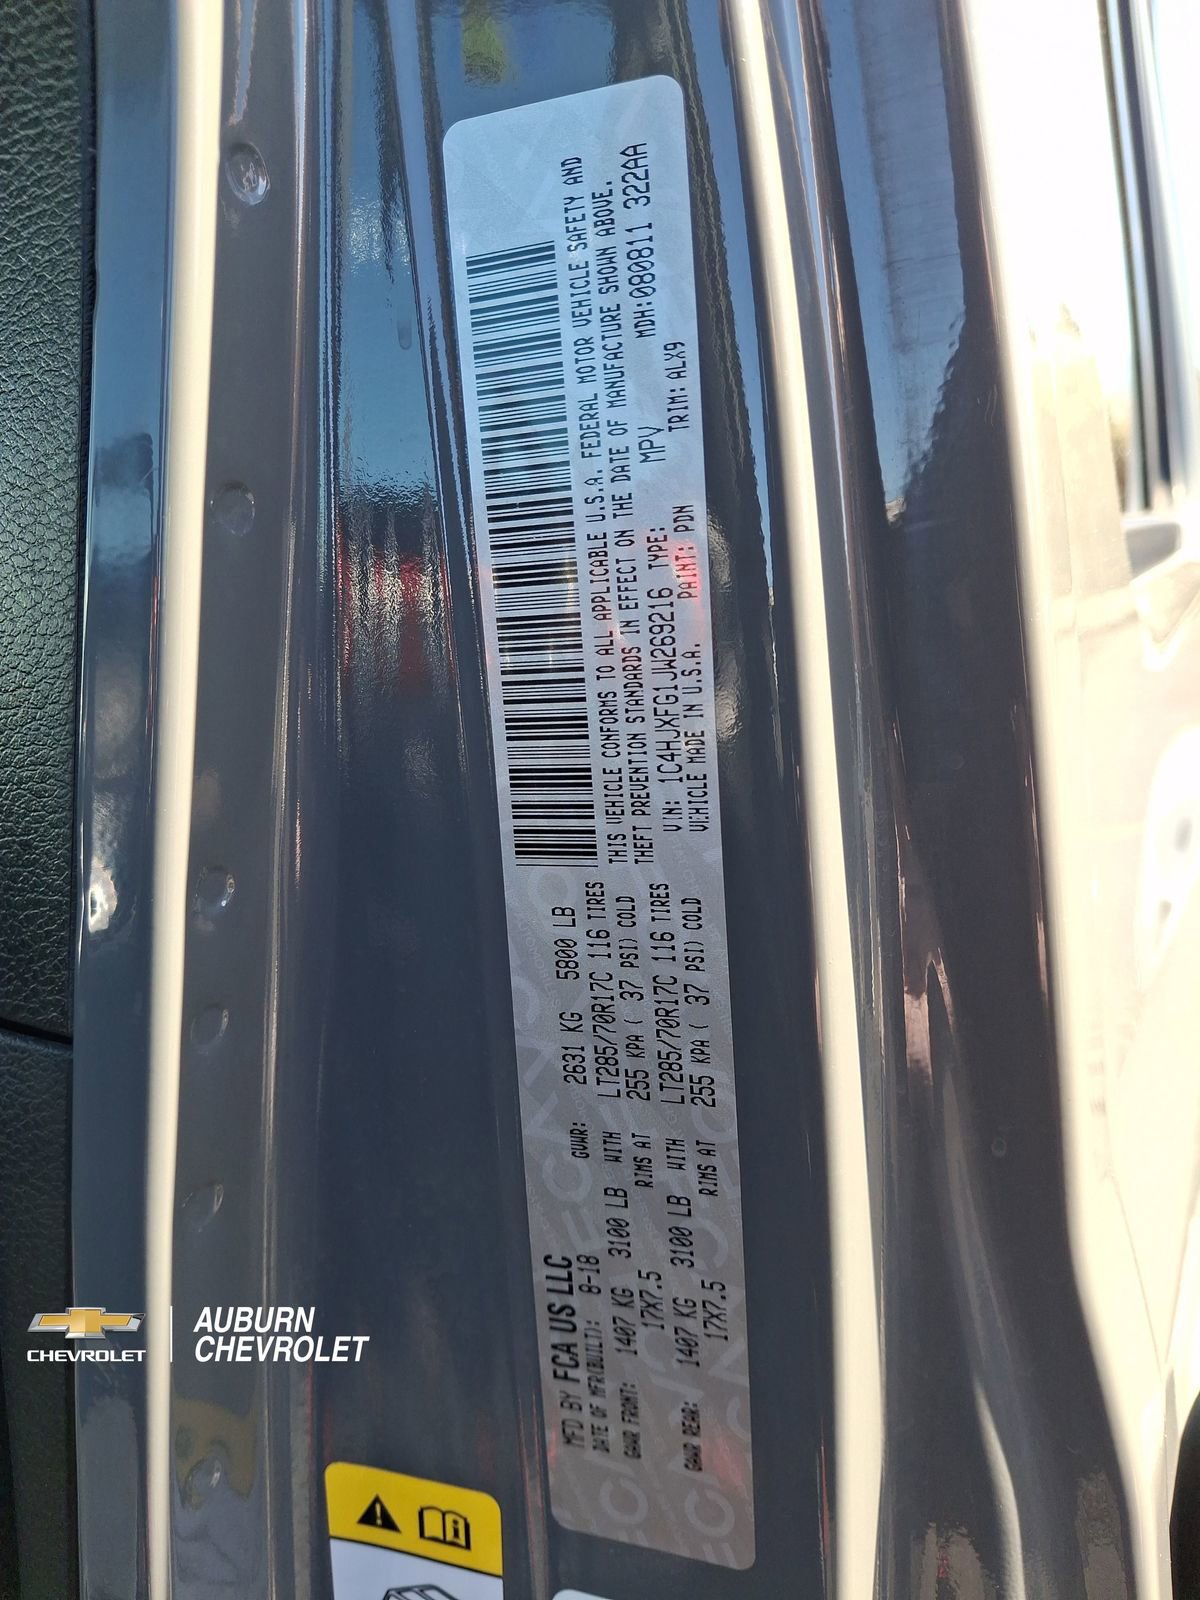 MFD BY FCA US LLC
DATE OF MFR(BUILT): 8-18 GVWR: 2631 KG 5800 LB
GAWR FRONT: 1407 KG 3100 LB WITH LT285/70R17C 116 TIRES
17X7.5 RIMS AT 255 KPA ( 37 PSI) COLD
GAWR REAR: 1407 KG 3100 LB WITH LT285/70R17C 116 TIRES
17X7.5 RIMS AT 255 KPA ( 37 PSI) COLD
THIS VEHICLE CONFORMS TO ALL APPLICABLE U.S.A. FEDERAL MOTOR VEHICLE SAFETY AND
THEFT PREVENTION STANDARDS IN EFFECT ON THE DATE OF MANUFACTURE SHOWN ABOVE.
VIN: 1C4HJXFG1JW269216 TYPE: MPV MDH:080811 322AA
VEHICLE MADE IN U.S.A. PAINT: PDN TRIM: ALX9
CHEVROLET
AUBURN
CHEVROLET